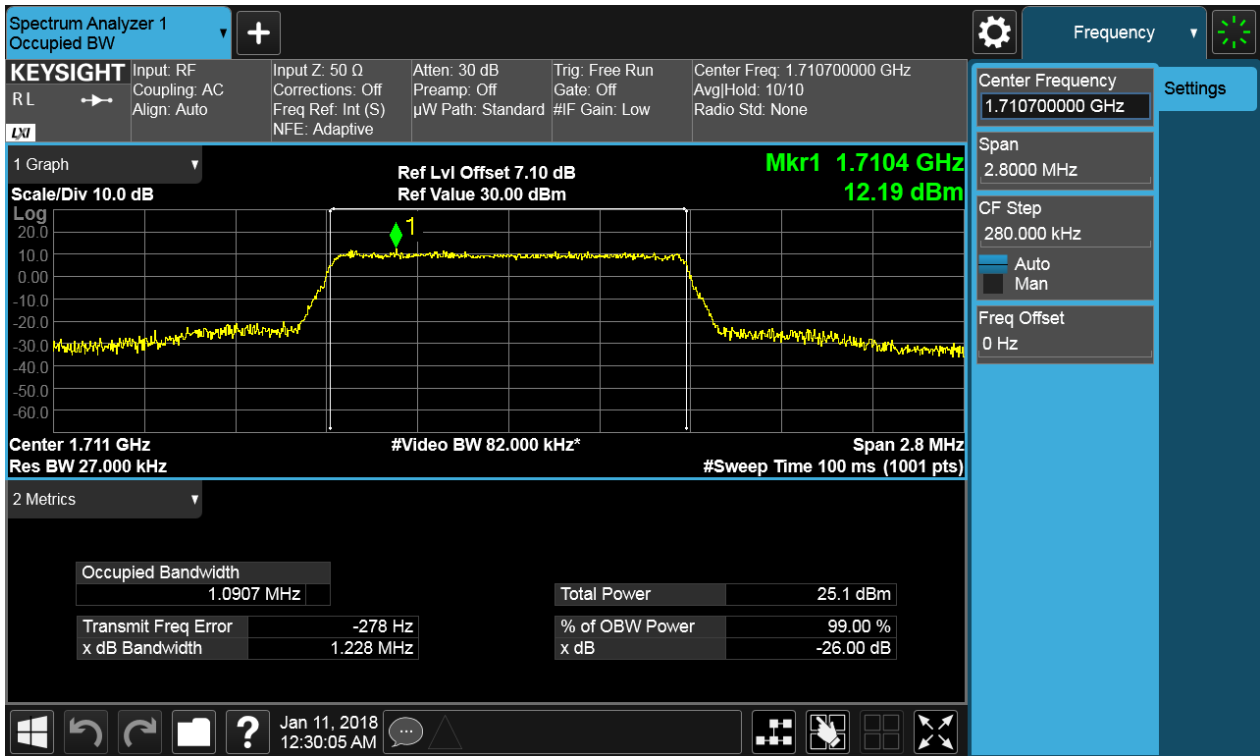 Spectrum Analyzer 1
Occupied BW
+
Frequency
KEYSIGHT
R L
LXI
Input: RF
Coupling: AC
Align: Auto
Input Z: 50 Ω
Corrections: Off
Freq Ref: Int (S)
NFE: Adaptive
Atten: 30 dB
Preamp: Off
µW Path: Standard
Trig: Free Run
Gate: Off
#IF Gain: Low
Center Freq: 1.710700000 GHz
Avg|Hold: 10/10
Radio Std: None
Center Frequency
1.710700000 GHz
Settings
Span
2.8000 MHz
CF Step
280.000 kHz
Auto
Man
Freq Offset
0 Hz
1 Graph
Scale/Div 10.0 dB
Ref Lvl Offset 7.10 dB
Ref Value 30.00 dBm
Mkr1 1.7104 GHz
12.19 dBm
Log
1
20.0
10.0
0.00
-10.0
-20.0
-30.0
-40.0
-50.0
-60.0
Center 1.711 GHz
#Video BW 82.000 kHz*
Span 2.8 MHz
Res BW 27.000 kHz
#Sweep Time 100 ms (1001 pts)
2 Metrics
Occupied Bandwidth
1.0907 MHz
Total Power 25.1 dBm
Transmit Freq Error -278 Hz
% of OBW Power 99.00 %
x dB Bandwidth 1.228 MHz
x dB -26.00 dB
?
Jan 11, 2018
12:30:05 AM